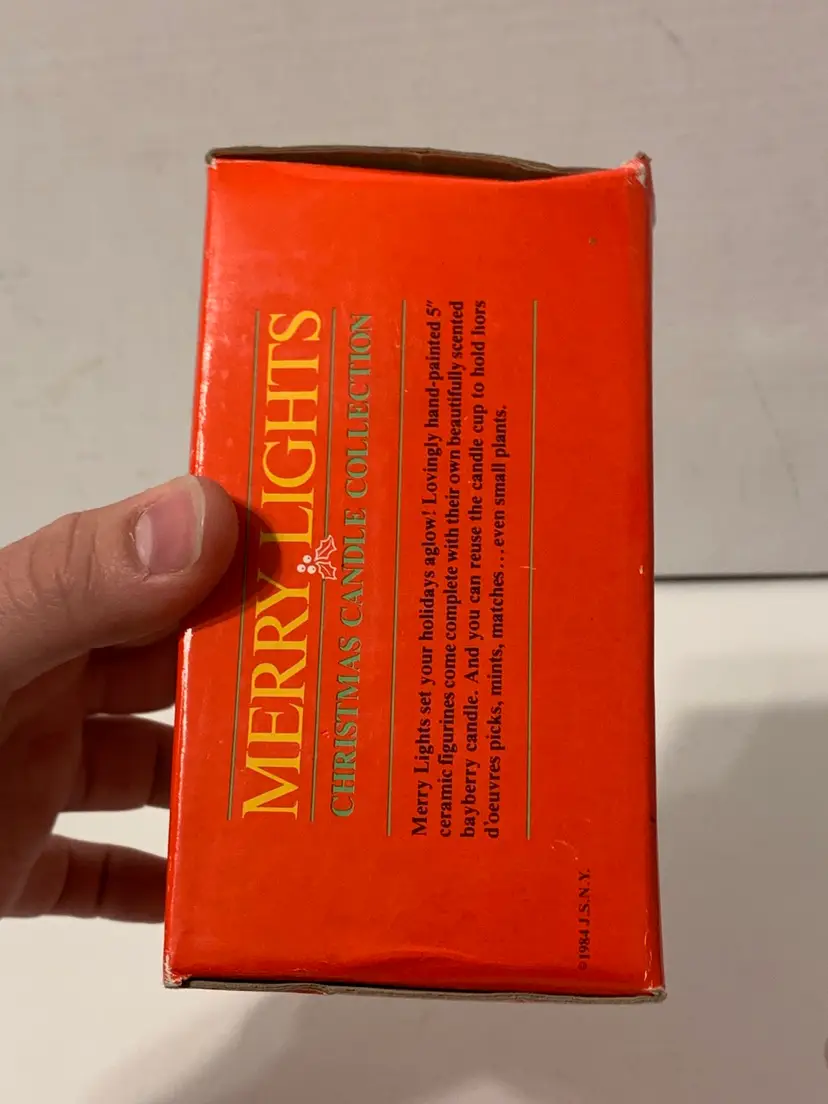 MERRY LIGHTS
CHRISTMAS CANDLE COLLECTION
Merry Lights set your holidays aglow! Lovingly hand-painted 5"
ceramic figurines come complete with their own beautifully scented
bayberry candle. And you can reuse the candle cup to hold hors
d'oeuvres picks, mints, matches...even small plants.
©1984 J.S.N.Y.